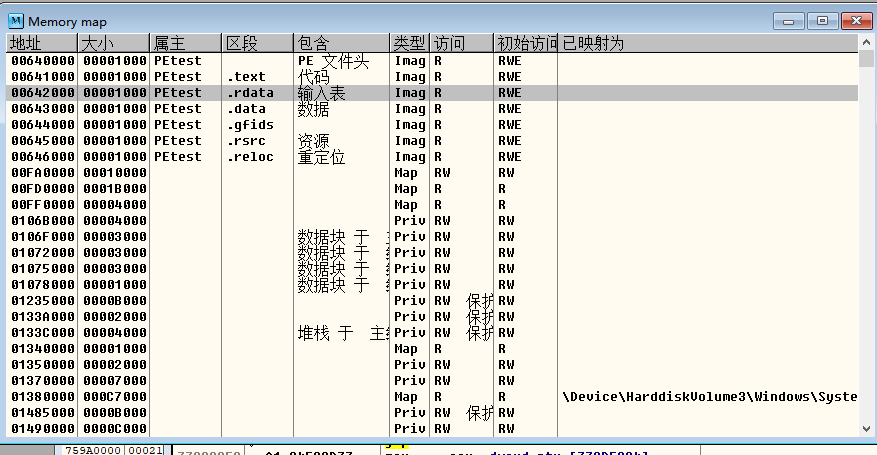 Memory map
地址 大小 属主 区段 包含 类型 访问 初始访问 已映射为
00640000 00001000 PEtest PE 文件头 Imag R RWE
00641000 00001000 PEtest .text 代码 Imag R RWE
00642000 00001000 PEtest .rdata 输入表 Imag R RWE
00643000 00001000 PEtest .data 数据 Imag R RWE
00644000 00001000 PEtest .gfids Imag R RWE
00645000 00001000 PEtest .rsrc 资源 Imag R RWE
00646000 00001000 PEtest .reloc 重定位 Imag R RWE
00FA0000 00010000 Map RW RW
00FD0000 0001B000 Map R R
00FF0000 00004000 Map R R
0106B000 00004000 Priv RW RW
0106F000 00003000 数据块 于 Priv RW RW
01072000 00003000 数据块 于 Priv RW RW
01075000 00003000 数据块 于 Priv RW RW
01078000 00001000 数据块 于 Priv RW RW
01235000 0000B000 Priv RW 保护 RW
0133A000 00002000 Priv RW 保护 RW
0133C000 00004000 堆栈 于 主 Priv RW 保护 RW
01340000 00001000 Map R R
01350000 00002000 Priv RW RW
01370000 00007000 Priv RW RW
01380000 000C7000 Map R R \Device\HarddiskVolume3\Windows\Syste
01485000 0000B000 Priv RW 保护 RW
01490000 0000C000 Priv RW RW
759A0000 00021